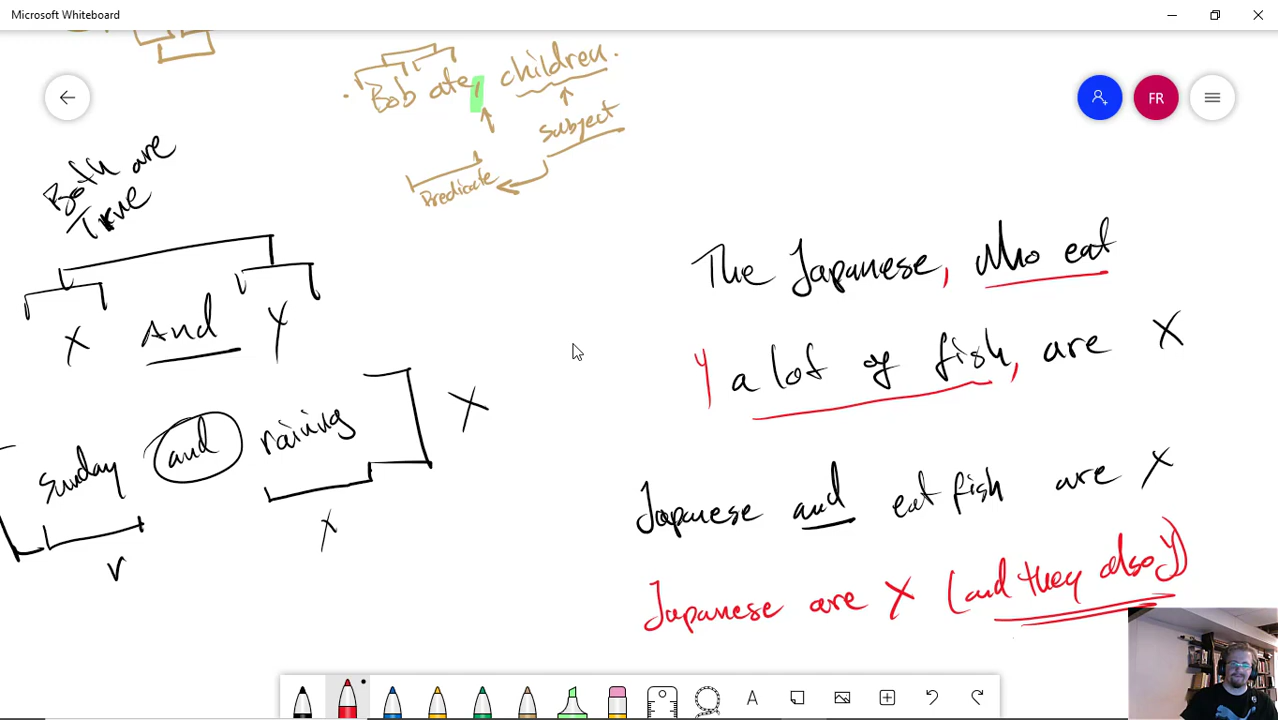 Microsoft Whiteboard
Bob ate, children.
subject
Predicate
FR
Both are
True
X And Y
Sunday and raining X
X
The Japanese, who eat
Y a lot of fish, are X
Japanese and eat fish are X
Japanese are X (and they also Y)
A